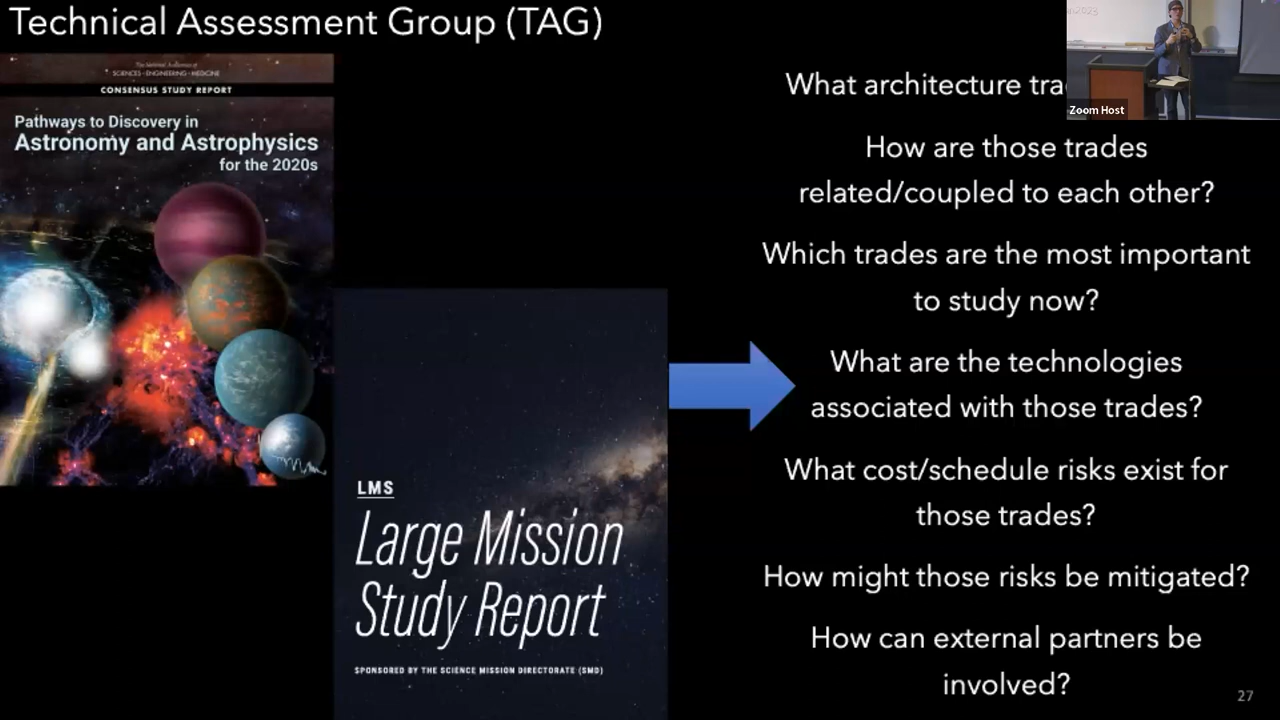 Technical Assessment Group (TAG)
The National Academies of
SCIENCES · ENGINEERING · MEDICINE
CONSENSUS STUDY REPORT
Pathways to Discovery in
Astronomy and Astrophysics
for the 2020s
LMS
Large Mission
Study Report
SPONSORED BY THE SCIENCE MISSION DIRECTORATE (SMD)
What architecture
How are those trades
related/coupled to each other?
Which trades are the most important
to study now?
What are the technologies
associated with those trades?
What cost/schedule risks exist for
those trades?
How might those risks be mitigated?
How can external partners be
involved?
Zoom Host
27